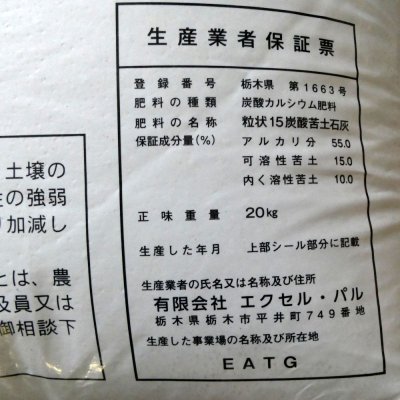 生産業者保証票
登録番号 栃木県 第1663号
肥料の種類 炭酸カルシウム肥料
肥料の名称 粒状15炭酸苦土石灰
保証成分量(%) アルカリ分 55.0
可溶性苦土 15.0
内く溶性苦土 10.0
正味重量 20kg
生産した年月 上部シール部分に記載
生産業者の氏名又は名称及び住所
有限会社 エクセル・パル
栃木県栃木市平井町749番地
生産した事業場の名称及び所在地
EATG
土壌の
の強弱
加減し
とは、農
及員又は
御相談下